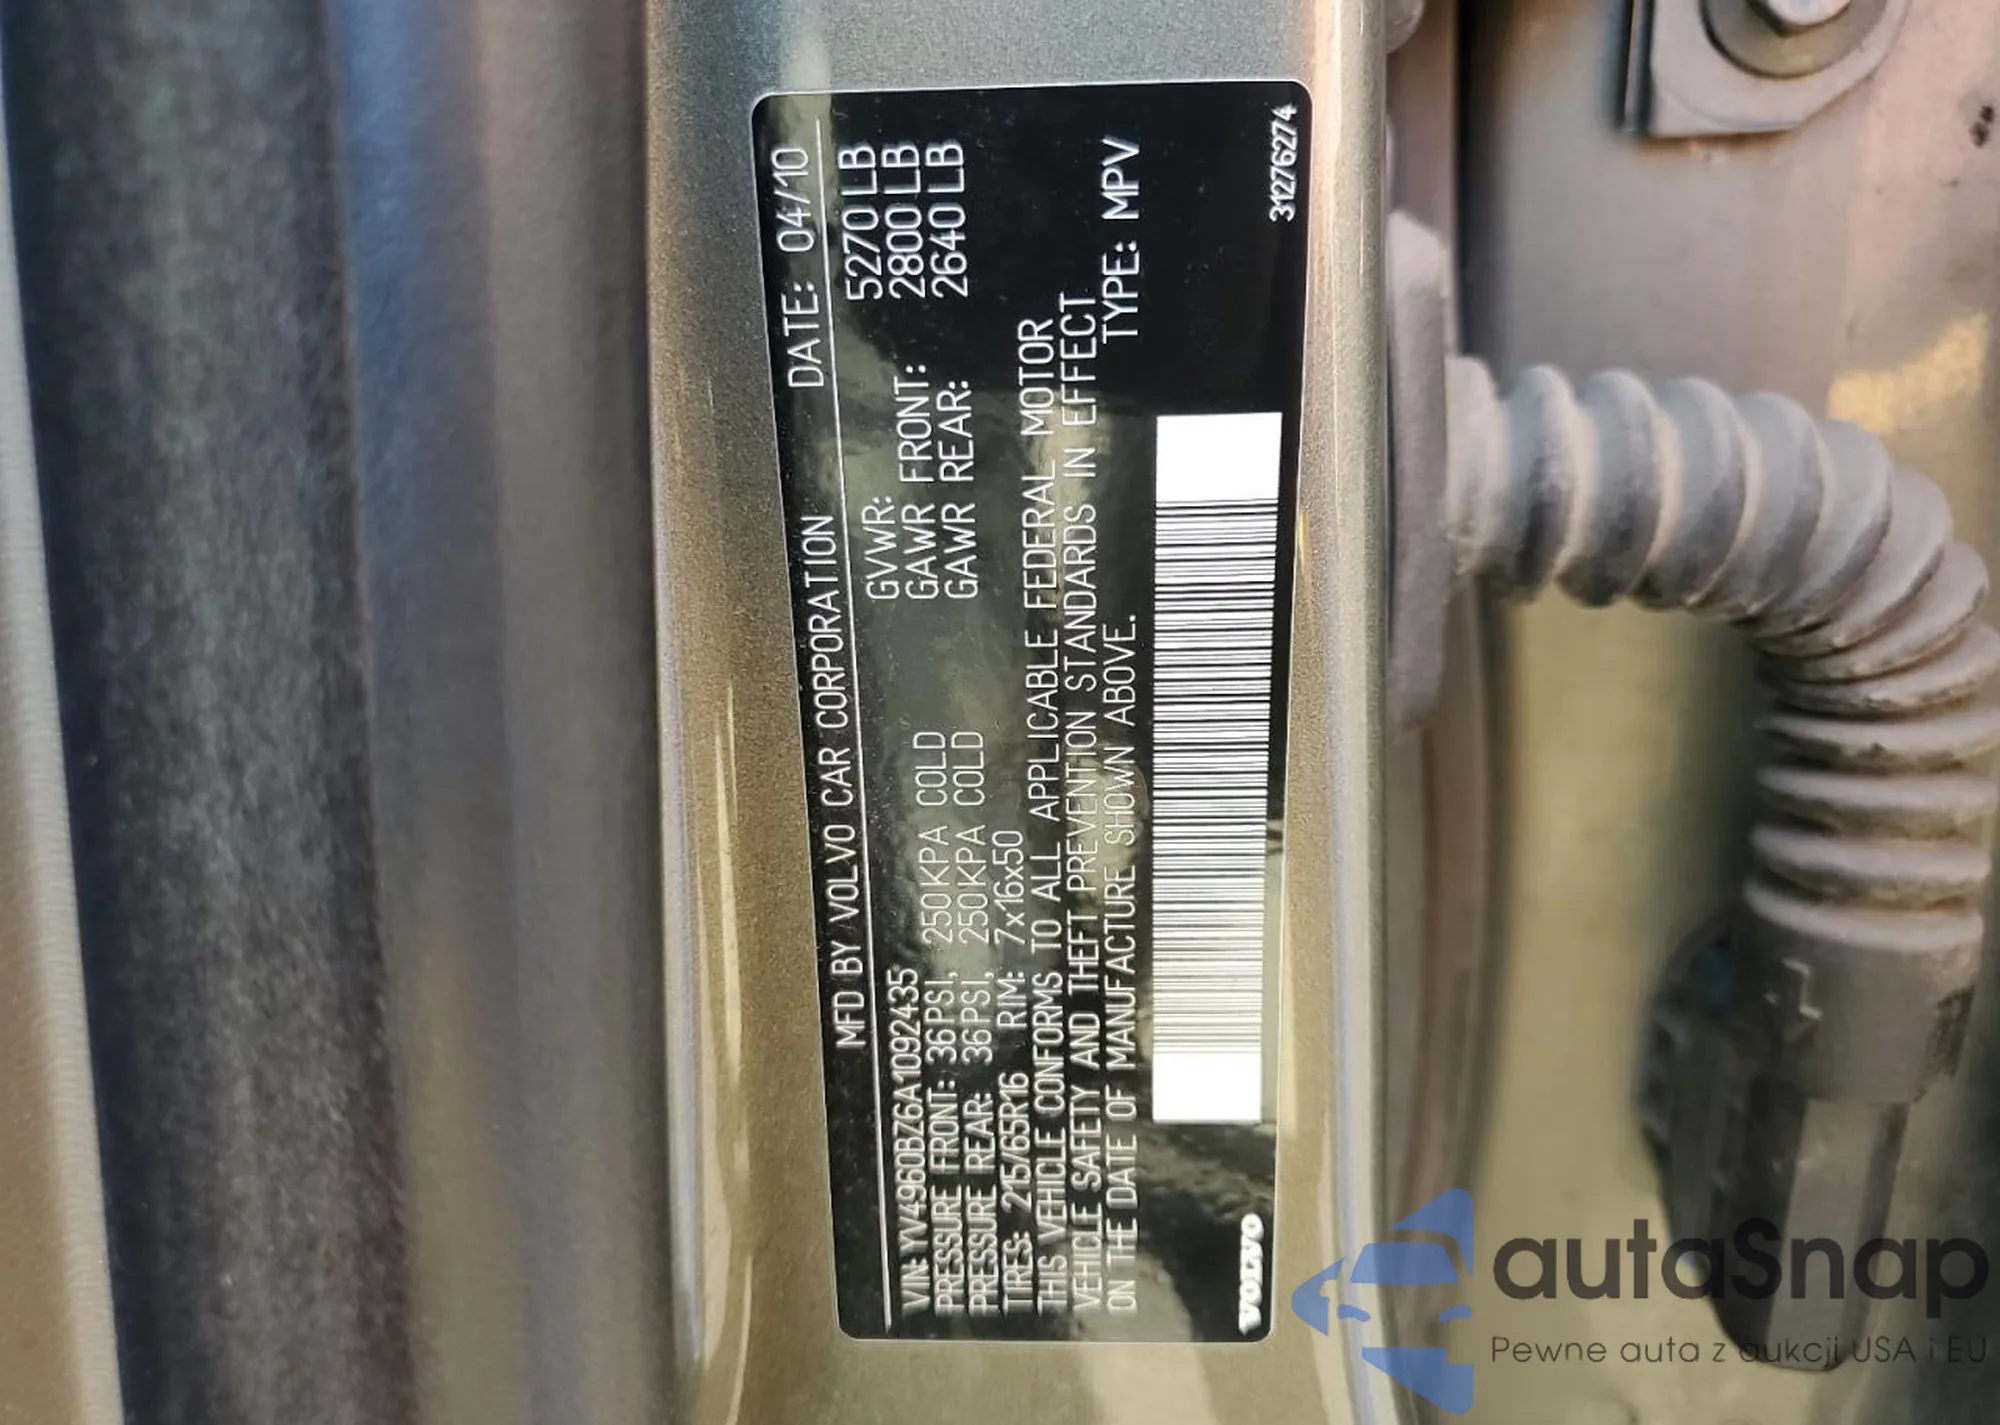 MFD BY VOLVO CAR CORPORATION DATE: 04/10
VIN: YV4960BZ6A1092435 GVWR: 5270 LB
PRESSURE FRONT: 36PSI, 250KPA COLD GAWR FRONT: 2800 LB
PRESSURE REAR: 36PSI, 250KPA COLD GAWR REAR: 2640 LB
TIRES: 215/65R16 RIM: 7x16x50
THIS VEHICLE CONFORMS TO ALL APPLICABLE FEDERAL MOTOR
VEHICLE SAFETY AND THEFT PREVENTION STANDARDS IN EFFECT
ON THE DATE OF MANUFACTURE SHOWN ABOVE. TYPE: MPV
VOLVO 31276274
autaSnap
Pewne auta z aukcji USA i EU